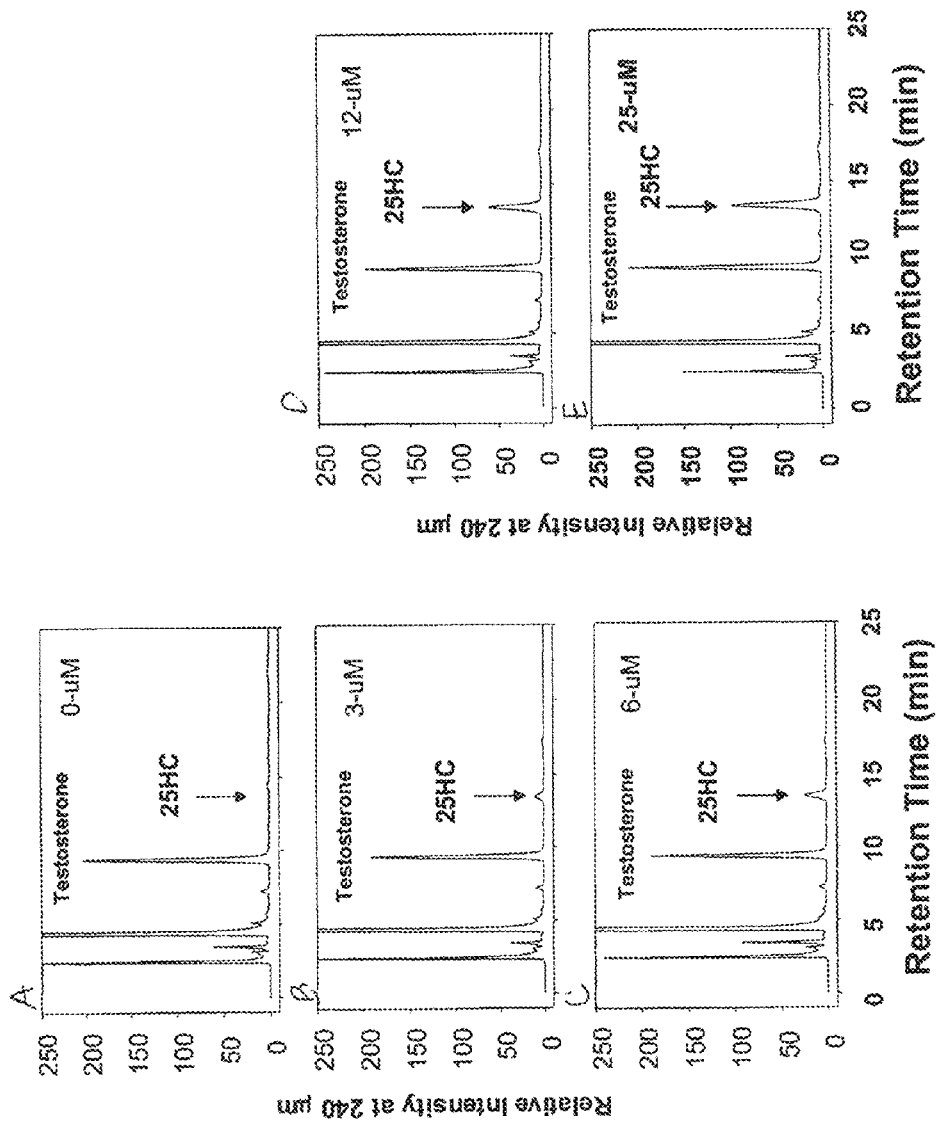 A
Testosterone
0-uM
25HC
250
200
150
100
50
0
B
Testosterone
3-uM
25HC
250
200
150
100
50
0
C
Testosterone
6-uM
25HC
250
200
150
100
50
0
Relative Intensity at 240 µm
0 5 10 15 20 25
Retention Time (min)
D
Testosterone
12-uM
25HC
250
200
150
100
50
0
E
Testosterone
25-uM
25HC
250
200
150
100
50
0
Relative Intensity at 240 µm
0 5 10 15 20 25
Retention Time (min)